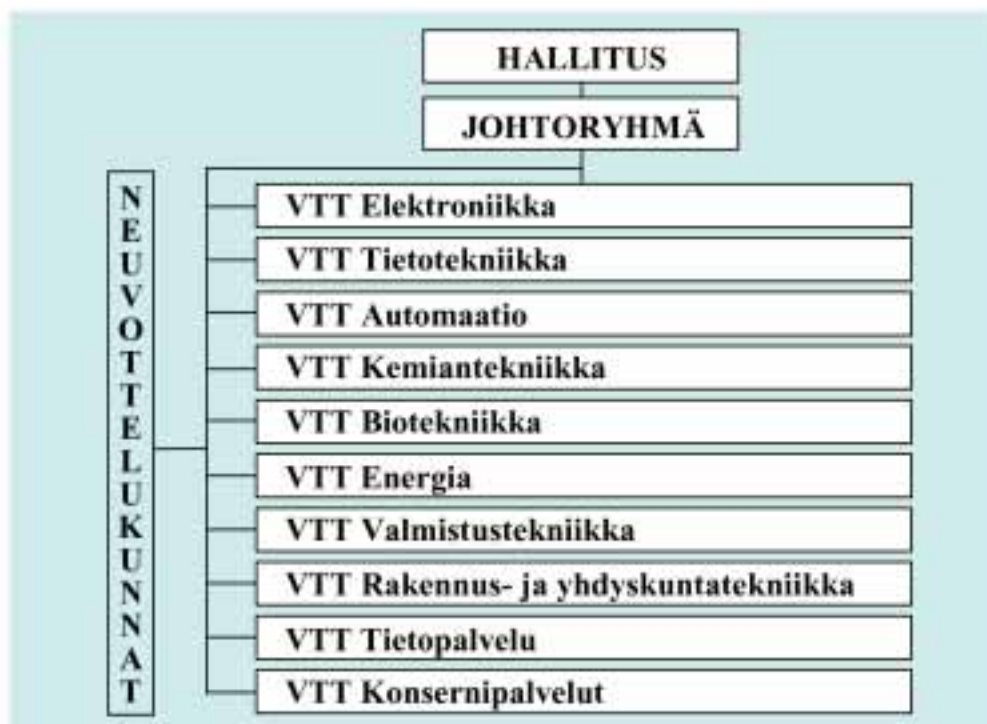 HALLITUS
JOHTORYHMÄ
NEUVOTTELUKUNNAT
VTT Elektroniikka
VTT Tietotekniikka
VTT Automaatio
VTT Kemiantekniikka
VTT Biotekniikka
VTT Energia
VTT Valmistustekniikka
VTT Rakennus- ja yhdyskuntatekniikka
VTT Tietopalvelu
VTT Konsernipalvelut